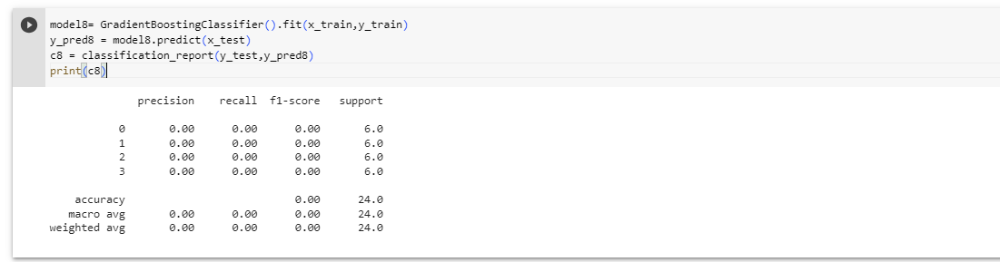 model8= GradientBoostingClassifier().fit(x_train,y_train)
y_pred8 = model8.predict(x_test)
c8 = classification_report(y_test,y_pred8)
print(c8)
precision recall f1-score support
0 0.00 0.00 0.00 6.0
1 0.00 0.00 0.00 6.0
2 0.00 0.00 0.00 6.0
3 0.00 0.00 0.00 6.0
accuracy 0.00 24.0
macro avg 0.00 0.00 0.00 24.0
weighted avg 0.00 0.00 0.00 24.0